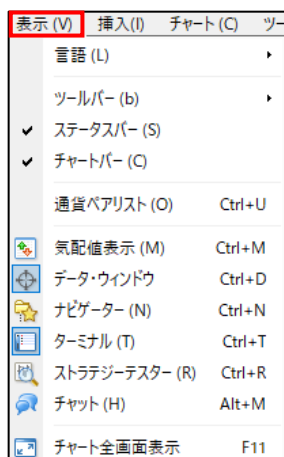 表示 (V) 挿入(I) チャート (C) ツー
言語 (L)
ツールバー (b)
ステータスバー (S)
チャートバー (C)
通貨ペアリスト (O) Ctrl+U
気配値表示 (M) Ctrl+M
データ・ウィンドウ Ctrl+D
ナビゲーター (N) Ctrl+N
ターミナル (T) Ctrl+T
ストラテジーテスター (R) Ctrl+R
チャット (H) Alt+M
チャート全画面表示 F11